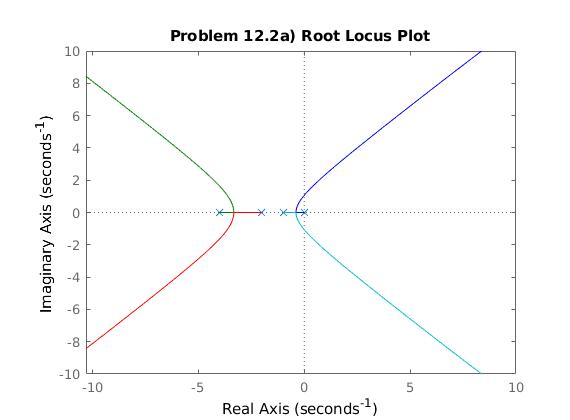 Problem 12.2a) Root Locus Plot
Imaginary Axis (seconds⁻¹)
10
8
6
4
2
0
-2
-4
-6
-8
-10
-10 -5 0 5 10
Real Axis (seconds⁻¹)